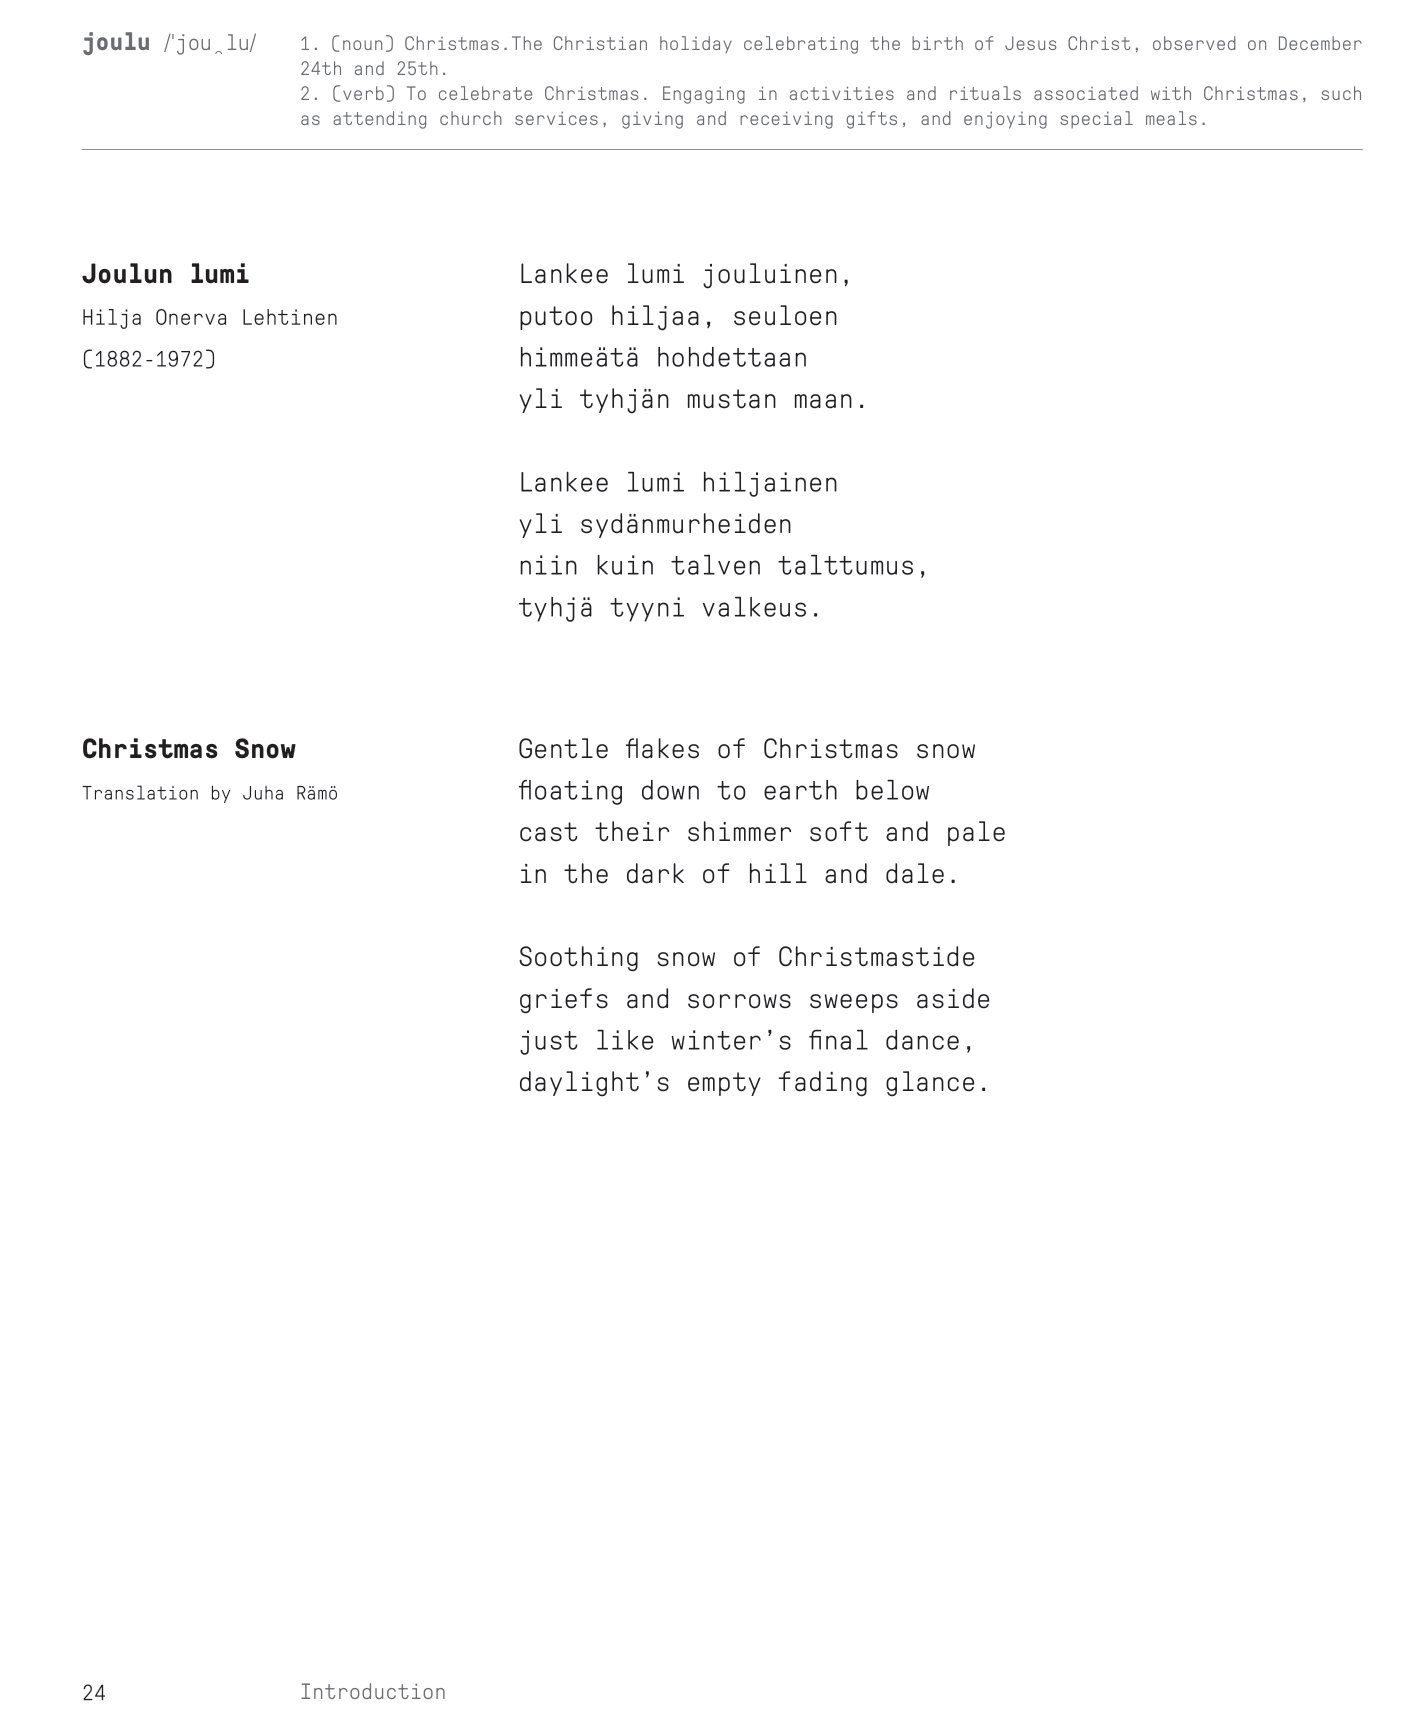 joulu /ˈjou̯lu/
1. (noun) Christmas.The Christian holiday celebrating the birth of Jesus Christ, observed on December
24th and 25th.
2. (verb) To celebrate Christmas. Engaging in activities and rituals associated with Christmas, such
as attending church services, giving and receiving gifts, and enjoying special meals.
Joulun lumi
Hilja Onerva Lehtinen
(1882-1972)
Lankee lumi jouluinen,
putoo hiljaa, seuloen
himmeätä hohdettaan
yli tyhjän mustan maan.
Lankee lumi hiljainen
yli sydänmurheiden
niin kuin talven talttumus,
tyhjä tyyni valkeus.
Christmas Snow
Translation by Juha Rämö
Gentle flakes of Christmas snow
floating down to earth below
cast their shimmer soft and pale
in the dark of hill and dale.
Soothing snow of Christmastide
griefs and sorrows sweeps aside
just like winter’s final dance,
daylight’s empty fading glance.
24
Introduction